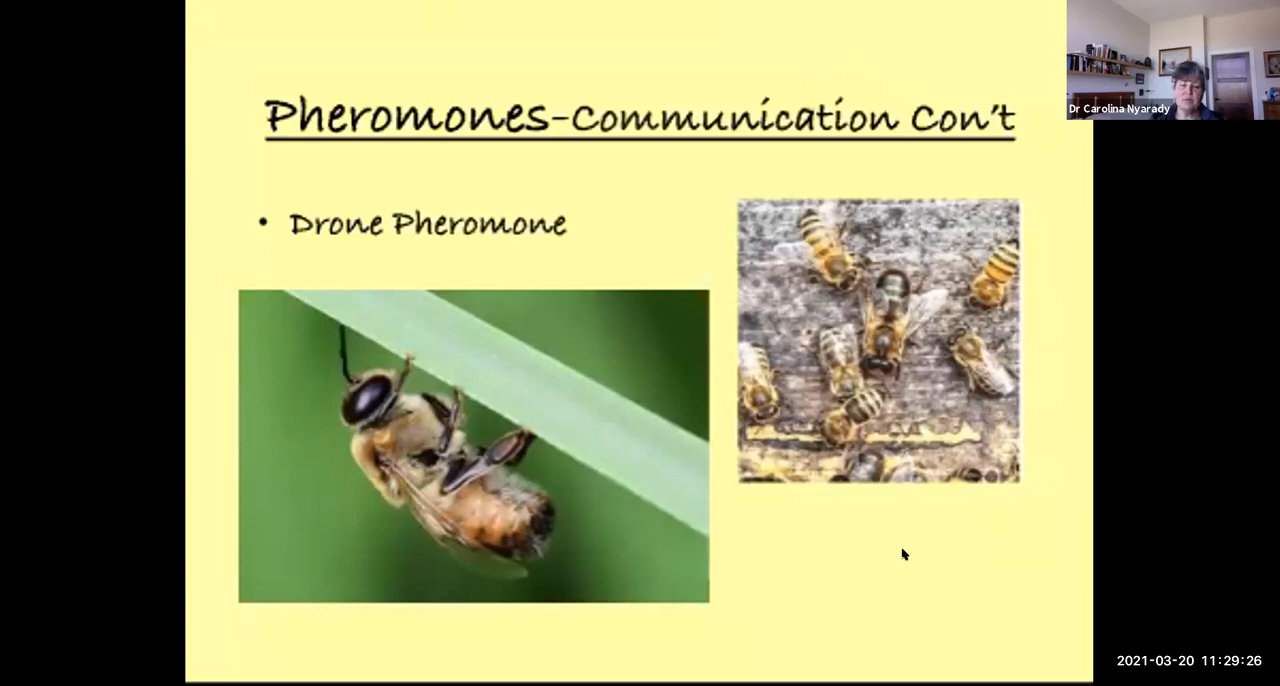 Pheromones-Communication Con't
Dr Carolina Nyarady
• Drone Pheromone
2021-03-20 11:29:26